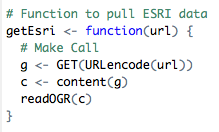 # Function to pull ESRI data
getEsri <- function(url) {
  # Make Call
  g <- GET(URLencode(url))
  c <- content(g)
  readOGR(c)
}